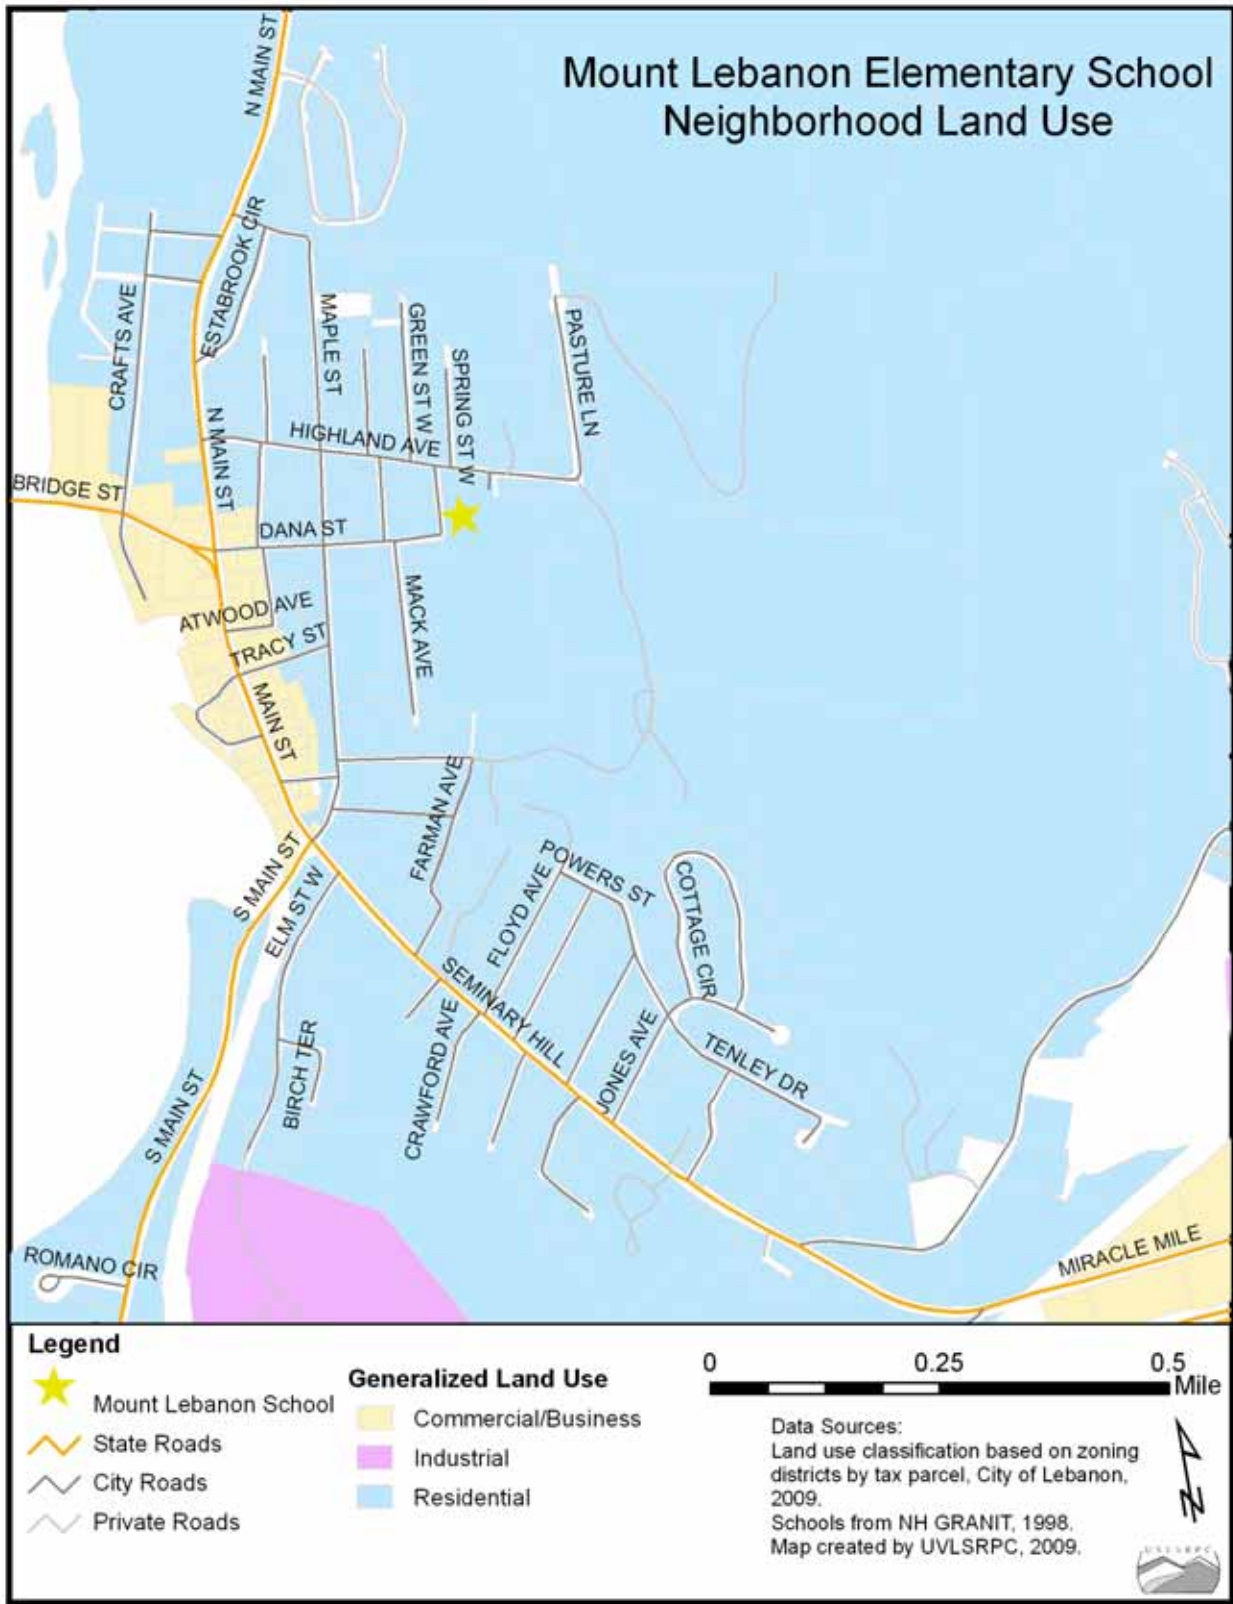 Mount Lebanon Elementary School
Neighborhood Land Use
N MAIN ST
ESTABROOK CIR
CRAFTS AVE
MAPLE ST
GREEN ST W
SPRING ST W
PASTURE LN
N MAIN ST
HIGHLAND AVE
BRIDGE ST
DANA ST
MACK AVE
ATWOOD AVE
TRACY ST
MAIN ST
FARMAN AVE
S MAIN ST
ELM ST W
FLOYD AVE
POWERS ST
COTTAGE CIR
SEMINARY HILL
CRAWFORD AVE
JONES AVE
TENLEY DR
BIRCH TER
S MAIN ST
ROMANO CIR
MIRACLE MILE
Legend
Mount Lebanon School
State Roads
City Roads
Private Roads
Generalized Land Use
Commercial/Business
Industrial
Residential
0 0.25 0.5
Mile
Data Sources:
Land use classification based on zoning
districts by tax parcel, City of Lebanon,
2009.
Schools from NH GRANIT, 1998.
Map created by UVLSRPC, 2009.
N
UVLSRPC